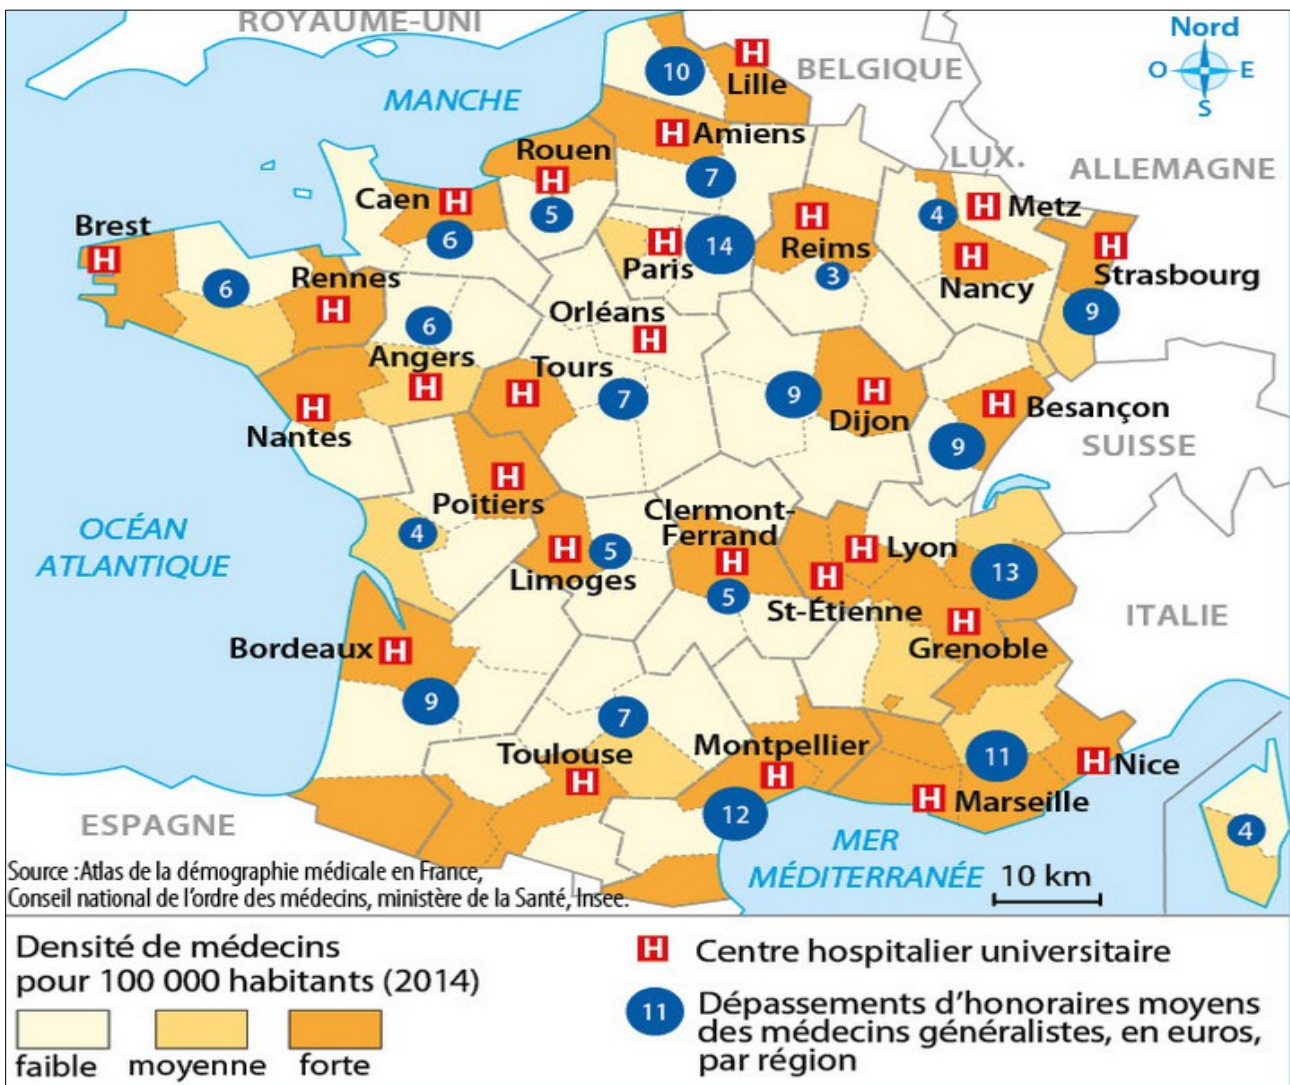 ROYAUME-UNI
Nord
O
E
S
10
H
Lille
BELGIQUE
MANCHE
H
Amiens
LUX.
ALLEMAGNE
Rouen
H
7
Caen
H
5
6
Brest
H
6
Rennes
H
H
Paris
14
H
Reims
3
4
H
Metz
H
Nancy
H
Strasbourg
9
6
Angers
H
Orléans
H
Tours
H
7
9
H
Dijon
H
Besançon
9
SUISSE
H
Nantes
H
Poitiers
4
OCÉAN
ATLANTIQUE
H
Limoges
5
Clermont-
Ferrand
H
5
H
Lyon
H
St-Étienne
13
ITALIE
H
Grenoble
Bordeaux
H
9
7
Toulouse
H
Montpellier
H
12
11
H
Nice
H
Marseille
ESPAGNE
MER
MÉDITERRANÉE
4
10 km
Source : Atlas de la démographie médicale en France,
Conseil national de l'ordre des médecins, ministère de la Santé, Insee.
Densité de médecins
pour 100 000 habitants (2014)
faible
moyenne
forte
H
Centre hospitalier universitaire
11
Dépassements d'honoraires moyens
des médecins généralistes, en euros,
par région